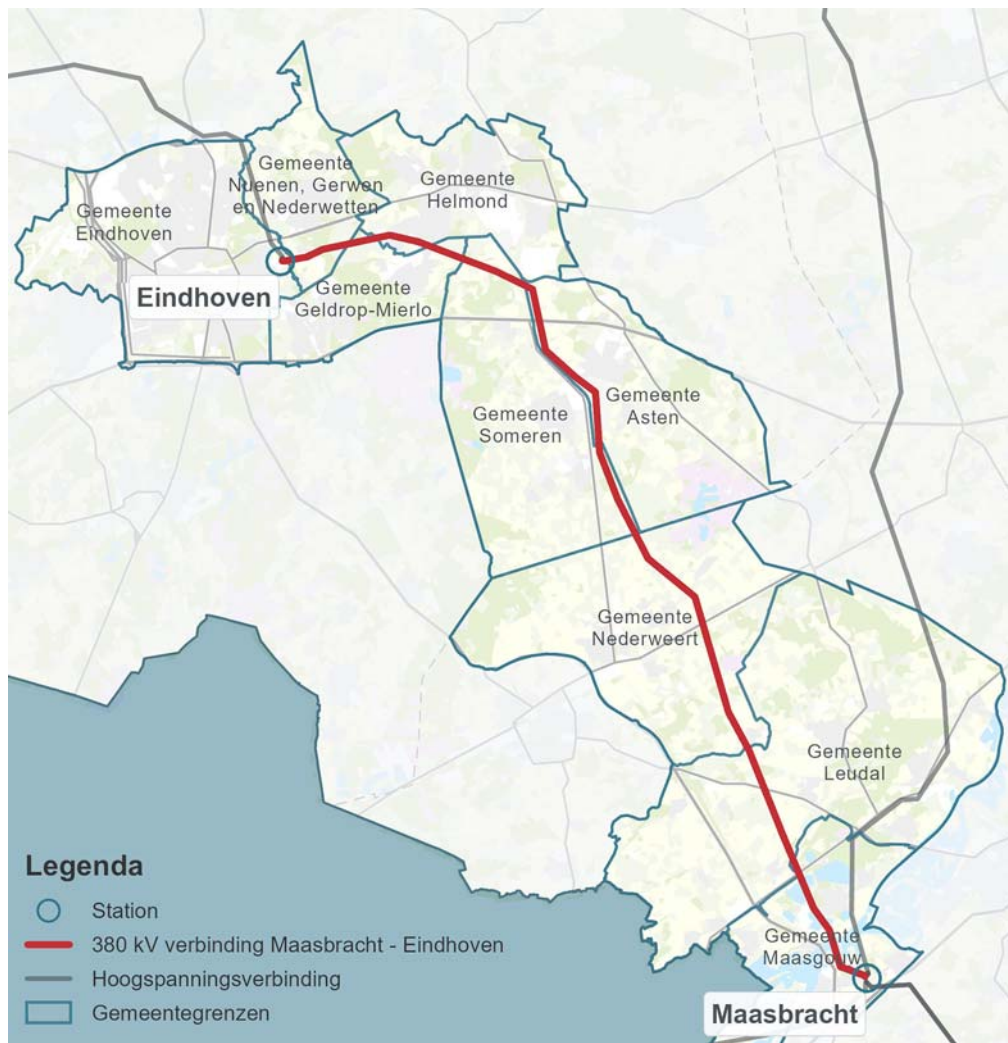 Gemeente
Nuenen, Gerwen
en Nederwetten
Gemeente
Helmond
Gemeente
Eindhoven
Eindhoven
Gemeente
Geldrop-Mierlo
Gemeente
Someren
Gemeente
Asten
Gemeente
Nederweert
Gemeente
Leudal
Gemeente
Maasgouw
Maasbracht
Legenda
Station
380 kV verbinding Maasbracht - Eindhoven
Hoogspanningsverbinding
Gemeentegrenzen